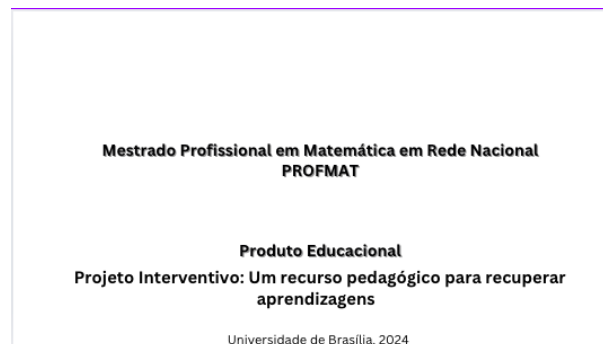 Mestrado Profissional em Matemática em Rede Nacional
PROFMAT
Produto Educacional
Projeto Interventivo: Um recurso pedagógico para recuperar
aprendizagens
Universidade de Brasília, 2024